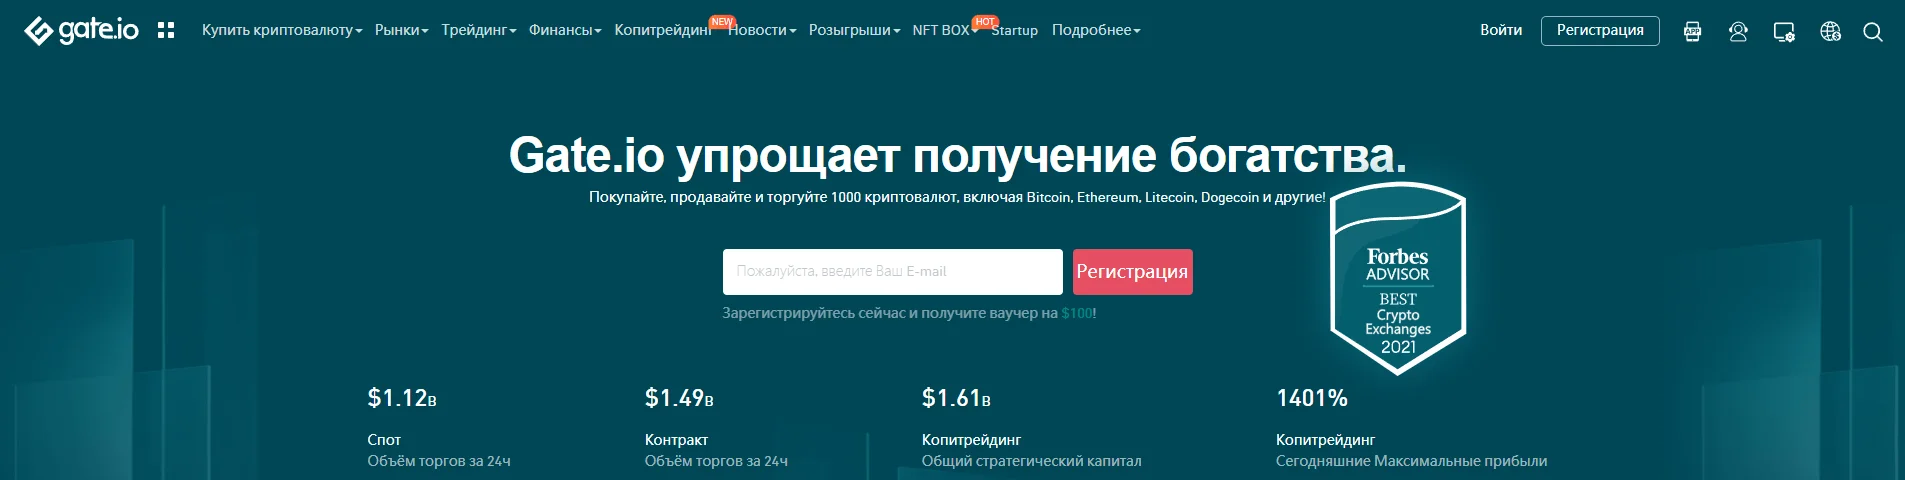 gate.io Купить криптовалюту Рынки Трейдинг Финансы Копитрейдинг NEW Новости Розыгрыши NFT BOX HOT Startup Подробнее Войти Регистрация APP
Gate.io упрощает получение богатства.
Покупайте, продавайте и торгуйте 1000 криптовалют, включая Bitcoin, Ethereum, Litecoin, Dogecoin и другие!
Пожалуйста, введите Ваш E-mail Регистрация
Зарегистрируйтесь сейчас и получите ваучер на $100!
Forbes
ADVISOR
BEST
Crypto
Exchanges
2021
$1.12B $1.49B $1.61B 1401%
Спот Контракт Копитрейдинг Копитрейдинг
Объём торгов за 24ч Объём торгов за 24ч Общий стратегический капитал Сегодняшние Максимальные прибыли